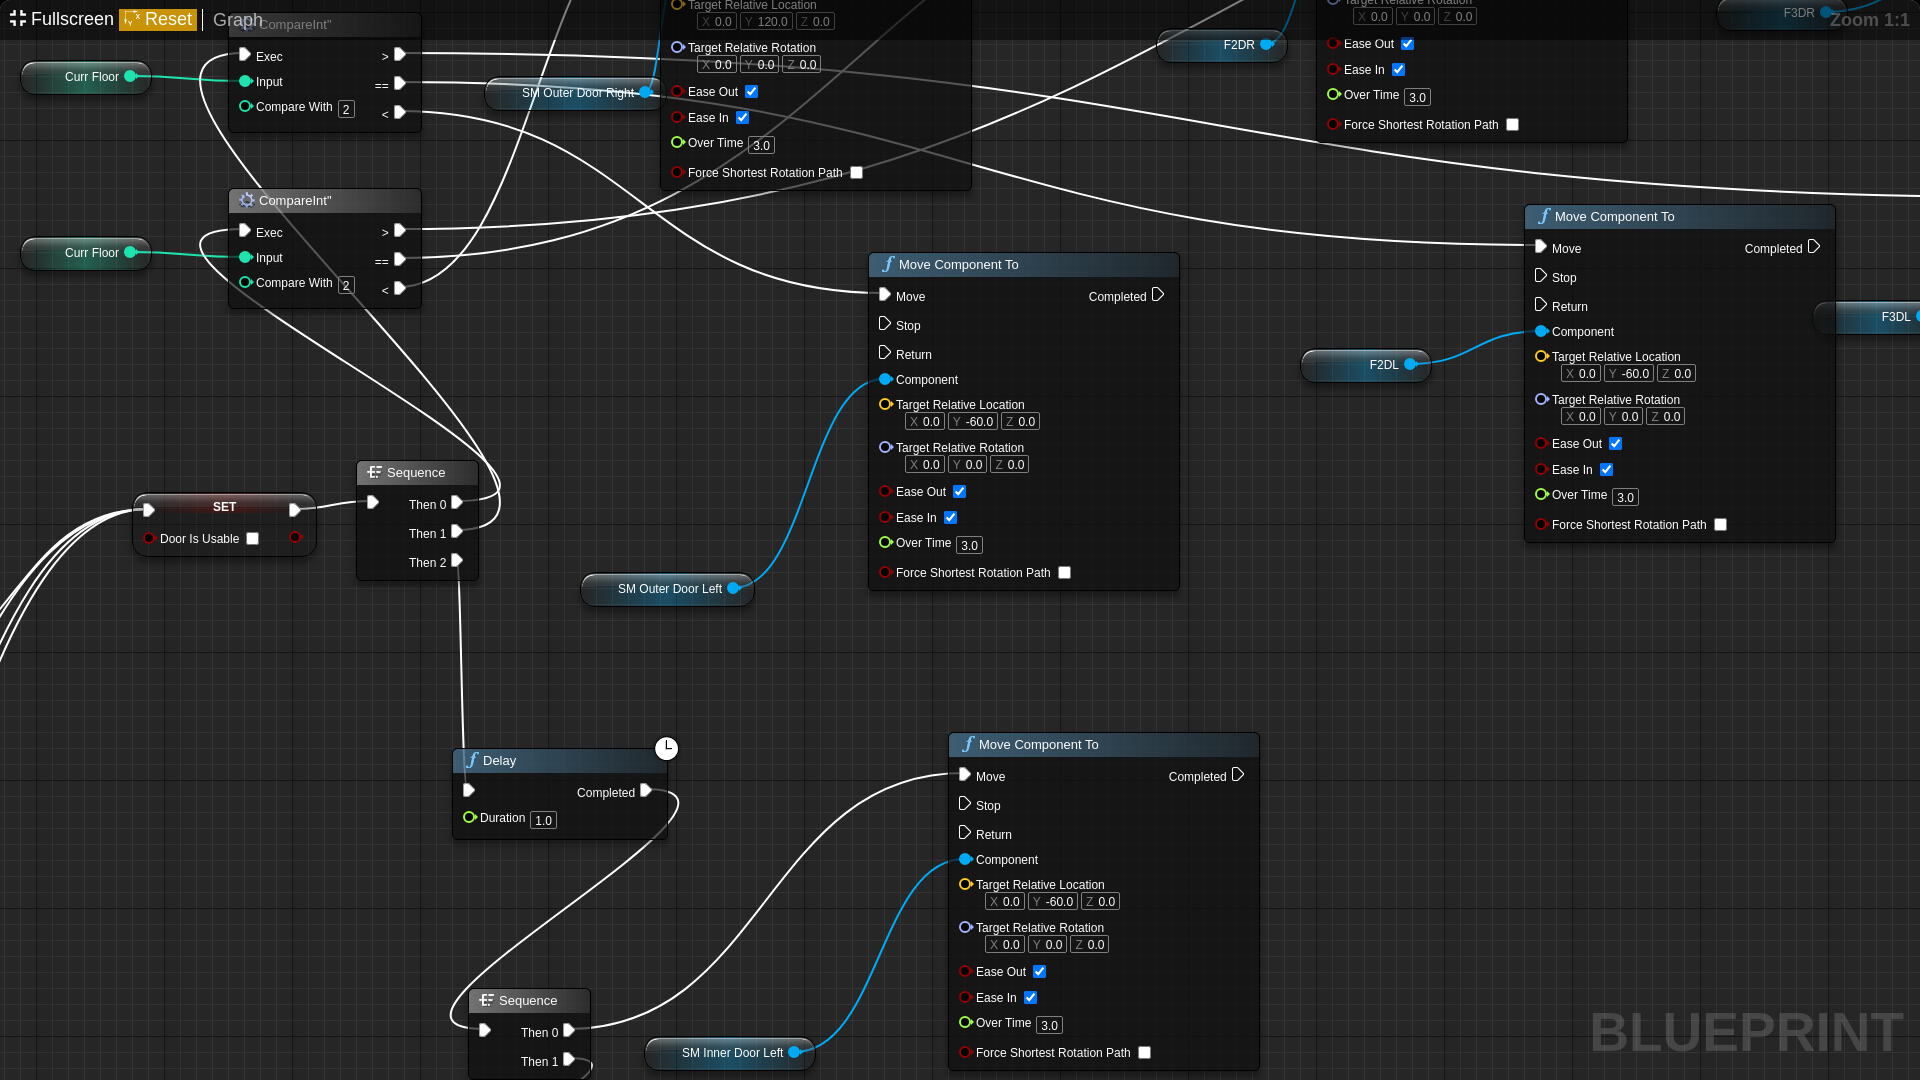 Fullscreen Reset Graph
Zoom 1:1
CompareInt"
Exec >
Input ==
Compare With 2 <
Curr Floor
SM Outer Door Right
Target Relative Location
X 0.0 Y 120.0 Z 0.0
Target Relative Rotation
X 0.0 Y 0.0 Z 0.0
Ease Out
Ease In
Over Time 3.0
Force Shortest Rotation Path
F2DR
Target Relative Rotation
X 0.0 Y 0.0 Z 0.0
Ease Out
Ease In
Over Time 3.0
Force Shortest Rotation Path
F3DR
CompareInt"
Exec >
Input ==
Compare With 2 <
Curr Floor
Move Component To
Move Completed
Stop
Return
Component
Target Relative Location
X 0.0 Y -60.0 Z 0.0
Target Relative Rotation
X 0.0 Y 0.0 Z 0.0
Ease Out
Ease In
Over Time 3.0
Force Shortest Rotation Path
SM Outer Door Left
Move Component To
Move Completed
Stop
Return
Component
Target Relative Location
X 0.0 Y -60.0 Z 0.0
Target Relative Rotation
X 0.0 Y 0.0 Z 0.0
Ease Out
Ease In
Over Time 3.0
Force Shortest Rotation Path
F2DL
F3DL
SET
Door Is Usable
Sequence
Then 0
Then 1
Then 2
Delay
Completed
Duration 1.0
Move Component To
Move Completed
Stop
Return
Component
Target Relative Location
X 0.0 Y -60.0 Z 0.0
Target Relative Rotation
X 0.0 Y 0.0 Z 0.0
Ease Out
Ease In
Over Time 3.0
Force Shortest Rotation Path
Sequence
Then 0
Then 1
SM Inner Door Left
BLUEPRINT